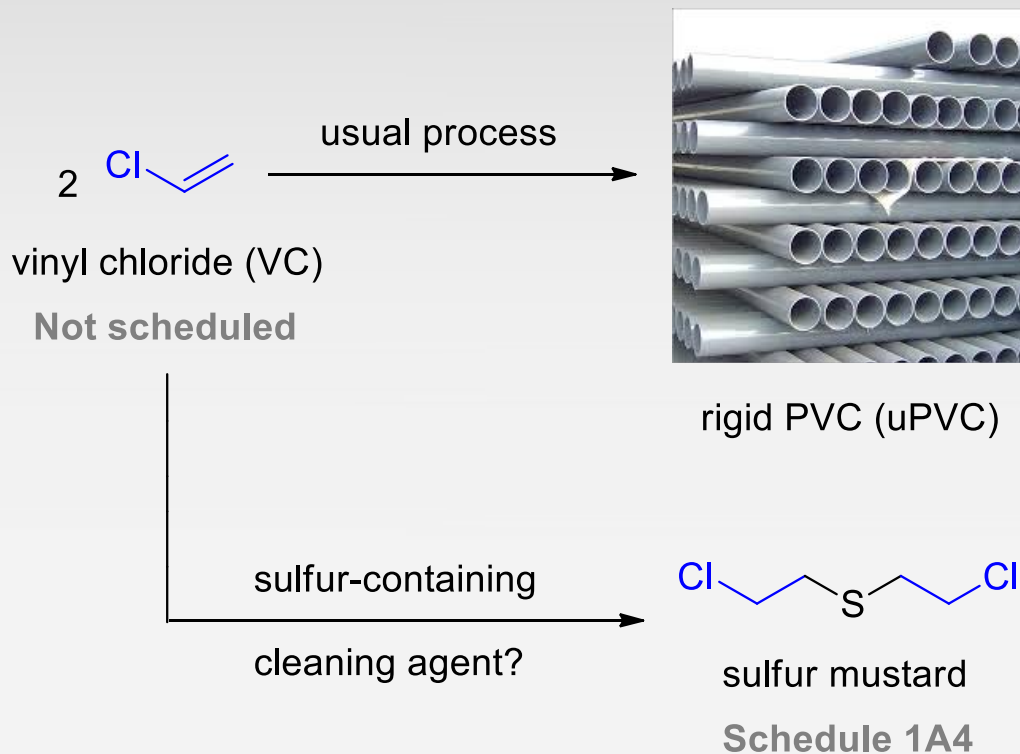 usual process
2
Cl
vinyl chloride (VC)
Not scheduled
rigid PVC (uPVC)
sulfur-containing
cleaning agent?
Cl
S
Cl
sulfur mustard
Schedule 1A4